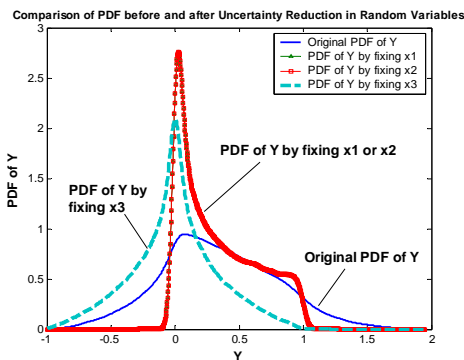 Comparison of PDF before and after Uncertainty Reduction in Random Variables
3
Original PDF of Y
PDF of Y by fixing x1
PDF of Y by fixing x2
PDF of Y by fixing x3
2.5
2
PDF of Y by fixing x1 or x2
PDF of Y by
fixing x3
PDF of Y
1.5
1
Original PDF of Y
0.5
0
-1
-0.5
0
0.5
1
1.5
2
Y